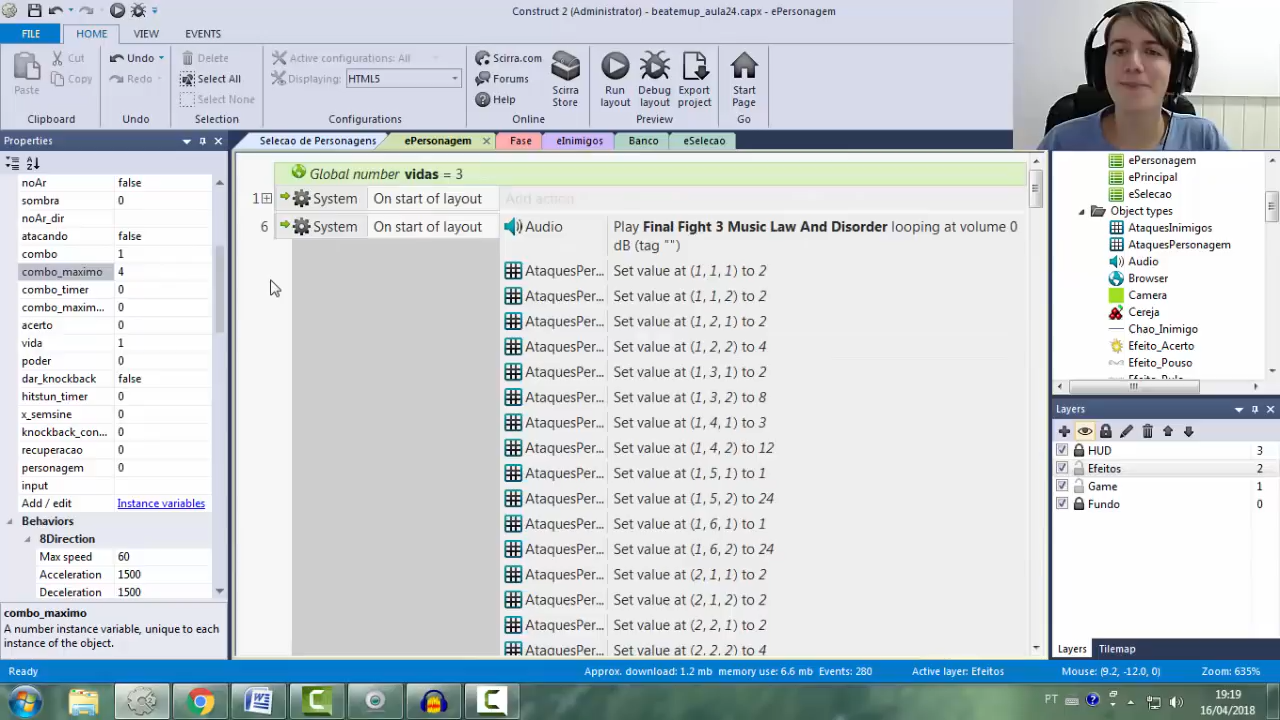 Construct 2 (Administrator) - beatemup_aula24.capx - ePersonagem
FILE
HOME
VIEW
EVENTS
Paste
Cut
Copy
Clipboard
Undo
Redo
Undo
Delete
Select All
Select None
Selection
Active configurations: All
Displaying: HTML5
Configurations
Scirra.com
Forums
Help
Scirra Store
Online
Run layout
Debug layout
Export project
Preview
Start Page
Go
Properties
Selecao de Personagens
ePersonagem
Fase
eInimigos
Banco
eSelecao
noAr false
sombra 0
noAr_dir
atacando false
combo 1
combo_maximo 4
combo_timer 0
combo_maxim... 0
acerto 0
vida 1
poder 0
dar_knockback false
hitstun_timer 0
x_semsine 0
knockback_con... 0
recuperacao 0
personagem 0
input
Add / edit Instance variables
Behaviors
8Direction
Max speed 60
Acceleration 1500
Deceleration 1500
combo_maximo
A number instance variable, unique to each instance of the object.
Global number vidas = 3
1 System On start of layout Add action
6 System On start of layout Audio Play Final Fight 3 Music Law And Disorder looping at volume 0
dB (tag "")
AtaquesPer... Set value at (1, 1, 1) to 2
AtaquesPer... Set value at (1, 1, 2) to 2
AtaquesPer... Set value at (1, 2, 1) to 2
AtaquesPer... Set value at (1, 2, 2) to 4
AtaquesPer... Set value at (1, 3, 1) to 2
AtaquesPer... Set value at (1, 3, 2) to 8
AtaquesPer... Set value at (1, 4, 1) to 3
AtaquesPer... Set value at (1, 4, 2) to 12
AtaquesPer... Set value at (1, 5, 1) to 1
AtaquesPer... Set value at (1, 5, 2) to 24
AtaquesPer... Set value at (1, 6, 1) to 1
AtaquesPer... Set value at (1, 6, 2) to 24
AtaquesPer... Set value at (2, 1, 1) to 2
AtaquesPer... Set value at (2, 1, 2) to 2
AtaquesPer... Set value at (2, 2, 1) to 2
AtaquesPer... Set value at (2, 2, 2) to 4
ePersonagem
ePrincipal
eSelecao
Object types
AtaquesInimigos
AtaquesPersonagem
Audio
Browser
Camera
Cereja
Chao_Inimigo
Efeito_Acerto
Efeito_Pouso
Layers
HUD 3
Efeitos 2
Game 1
Fundo 0
Layers
Tilemap
Ready
Approx. download: 1.2 mb memory use: 6.6 mb Events: 280
Active layer: Efeitos
Mouse: (9.2, -12.0, 0)
Zoom: 635%
PT
19:19
16/04/2018